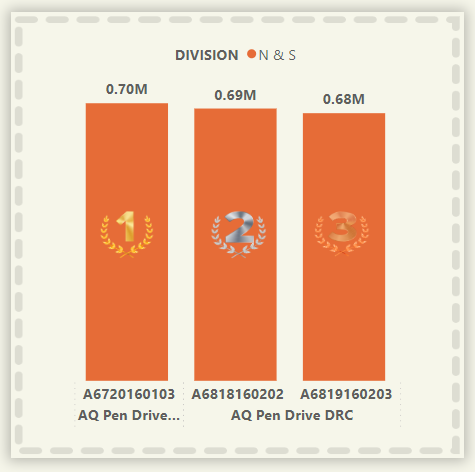 DIVISION N & S
0.70M 0.69M 0.68M
1 2 3
A6720160103 A6818160202 A6819160203
AQ Pen Drive... AQ Pen Drive DRC